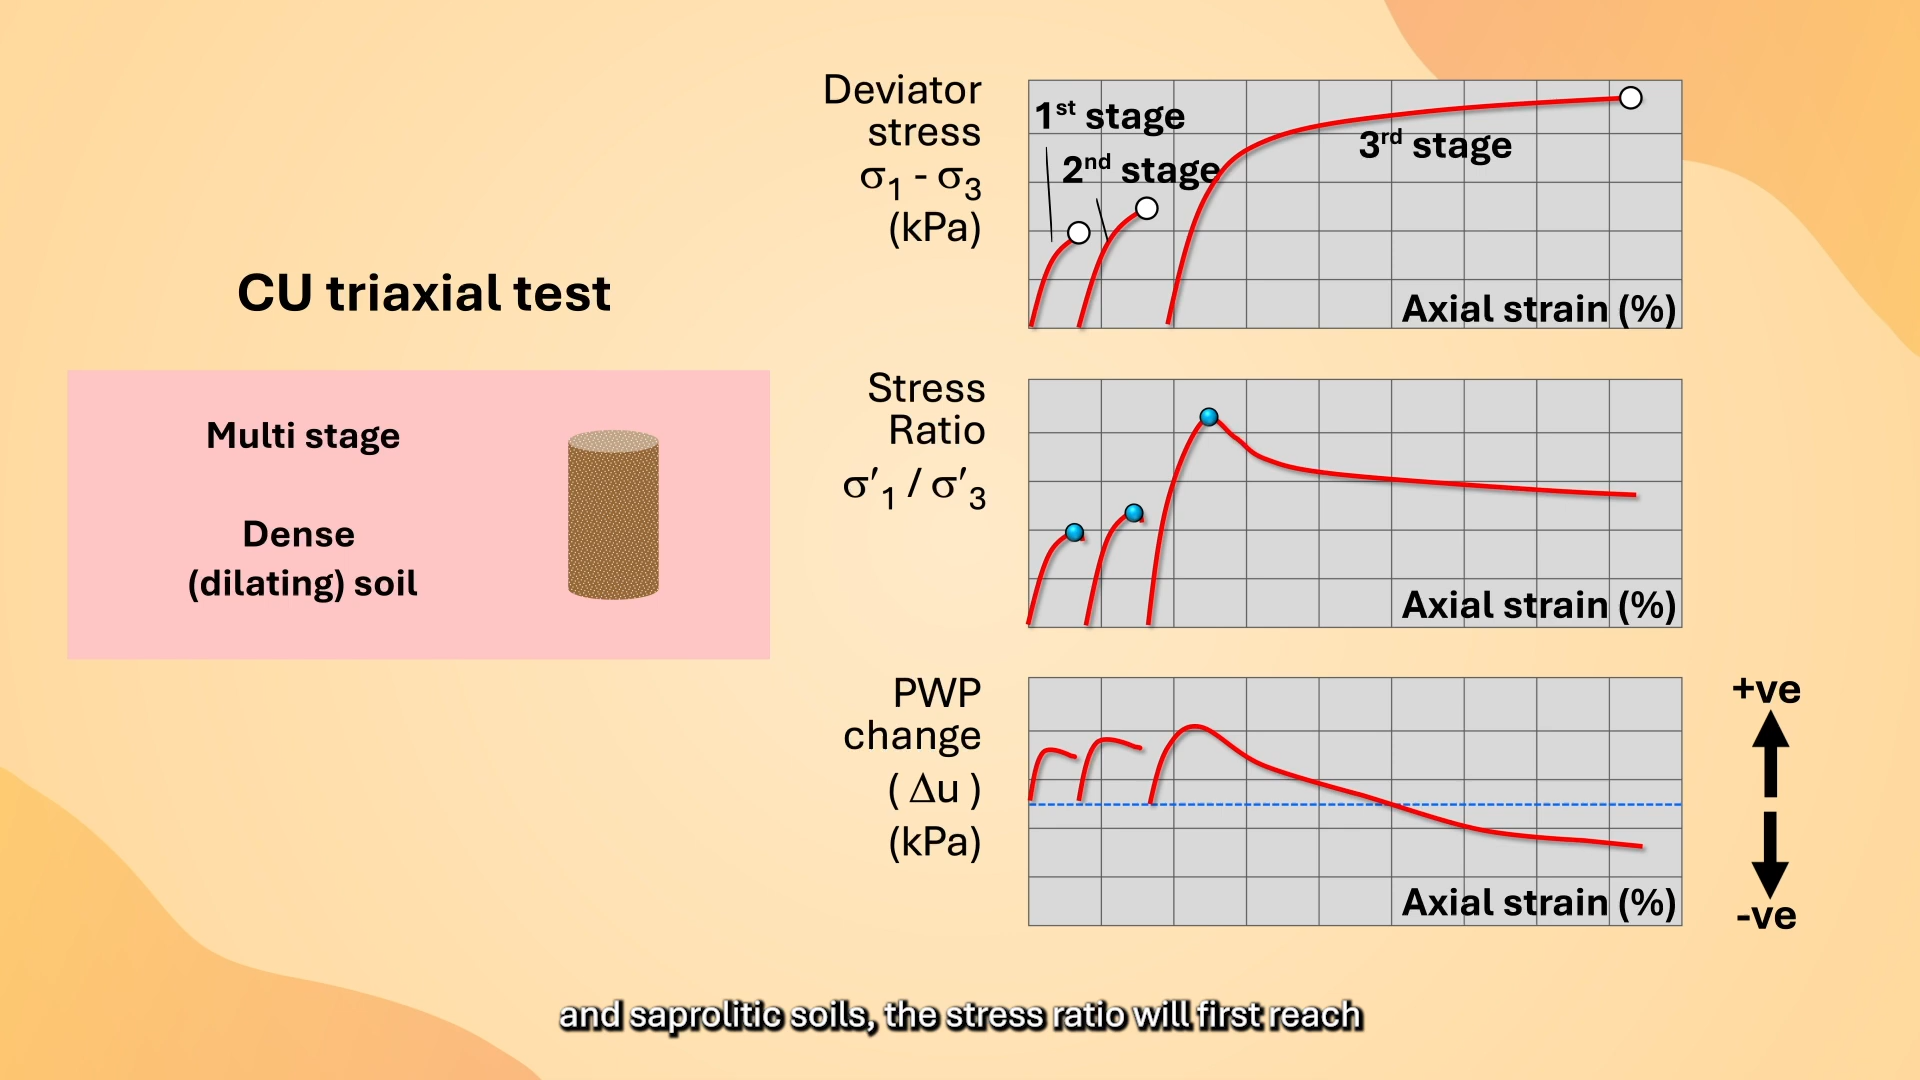 CU triaxial test
Multi stage
Dense
(dilating) soil
Deviator
stress
σ₁ - σ₃
(kPa)
1ˢᵗ stage
2ⁿᵈ stage
3ʳᵈ stage
Axial strain (%)
Stress
Ratio
σ′₁ / σ′₃
Axial strain (%)
PWP
change
( Δu )
(kPa)
Axial strain (%)
+ve
-ve
and saprolitic soils, the stress ratio will first reach